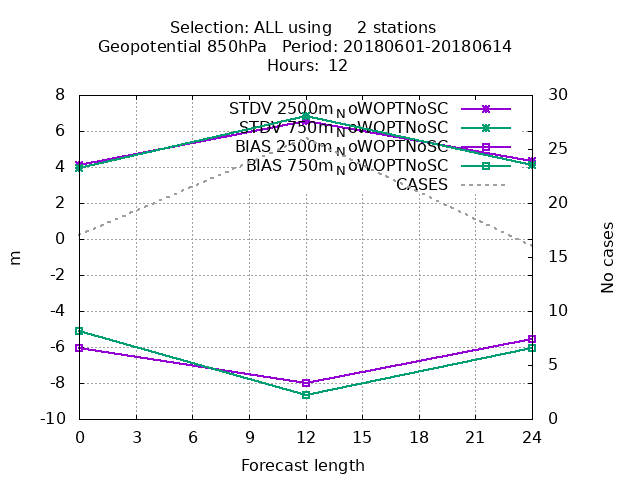 Selection: ALL using 2 stations
Geopotential 850hPa Period: 20180601-20180614
Hours: 12
8
6
4
2
0
-2
-4
-6
-8
-10
m
30
25
20
15
10
5
0
No cases
STDV 2500m_NoWOPTNoSC
STDV 750m_NoWOPTNoSC
BIAS 2500m_NoWOPTNoSC
BIAS 750m_NoWOPTNoSC
CASES
0 3 6 9 12 15 18 21 24
Forecast length